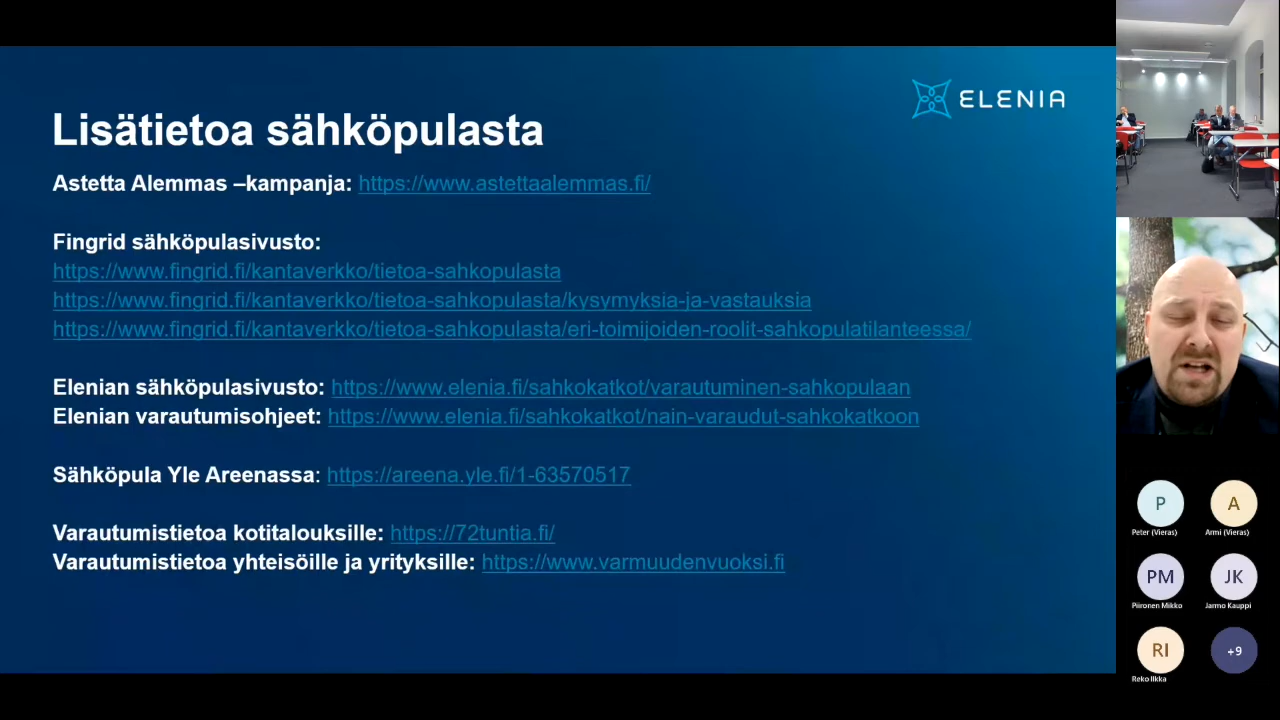 ELENIA
Lisätietoa sähköpulasta
Astetta Alemmas –kampanja: https://www.astettaalemmas.fi/
Fingrid sähköpulasivusto:
https://www.fingrid.fi/kantaverkko/tietoa-sahkopulasta
https://www.fingrid.fi/kantaverkko/tietoa-sahkopulasta/kysymyksia-ja-vastauksia
https://www.fingrid.fi/kantaverkko/tietoa-sahkopulasta/eri-toimijoiden-roolit-sahkopulatilanteessa/
Elenian sähköpulasivusto: https://www.elenia.fi/sahkokatkot/varautuminen-sahkopulaan
Elenian varautumisohjeet: https://www.elenia.fi/sahkokatkot/nain-varaudut-sahkokatkoon
Sähköpula Yle Areenassa: https://areena.yle.fi/1-63570517
Varautumistietoa kotitalouksille: https://72tuntia.fi/
Varautumistietoa yhteisöille ja yrityksille: https://www.varmuudenvuoksi.fi
P
Peter (Vieras)
A
Armi (Vieras)
PM
Piironen Mikko
JK
Jarmo Kauppi
RI
Reko Ilkka
+9